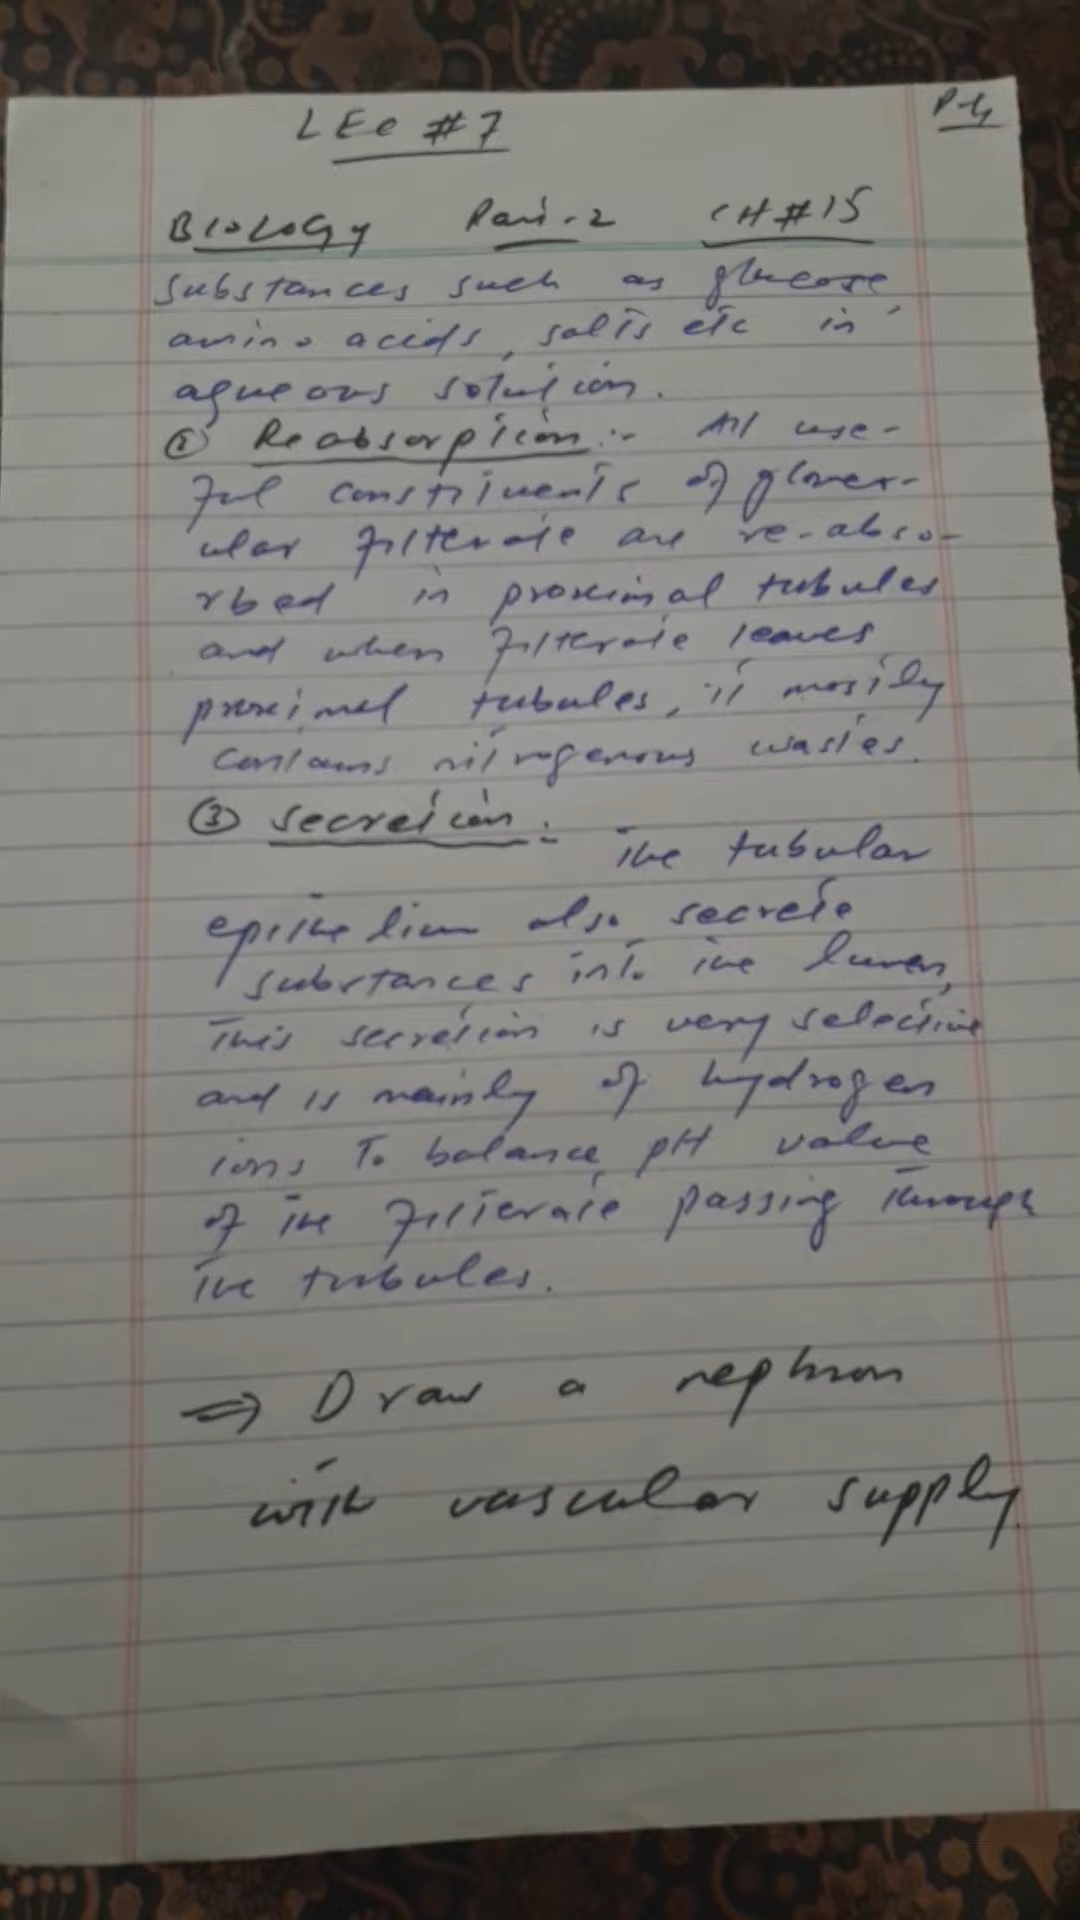 LEc #7
P-4
BIOLOGy Part-2 CH#15
substances such as glucose,
amino acids, salts etc in
aqueous solution.
② Reabsorption:- All use-
ful constituents of glomer-
ular filterate are re-abso-
rbed in proximal tubules
and when filterate leaves
proximal tubules, it mostly
contains nitrogenous wastes.
③ secretion:-
The tubular
epithelium also secrete
substances into the lumen,
This secretion is very selective
and is mainly of hydrogen
ions To balance pH value
of the filterate passing through
the tubules.
⇒ Draw a nephron
with vascular supply